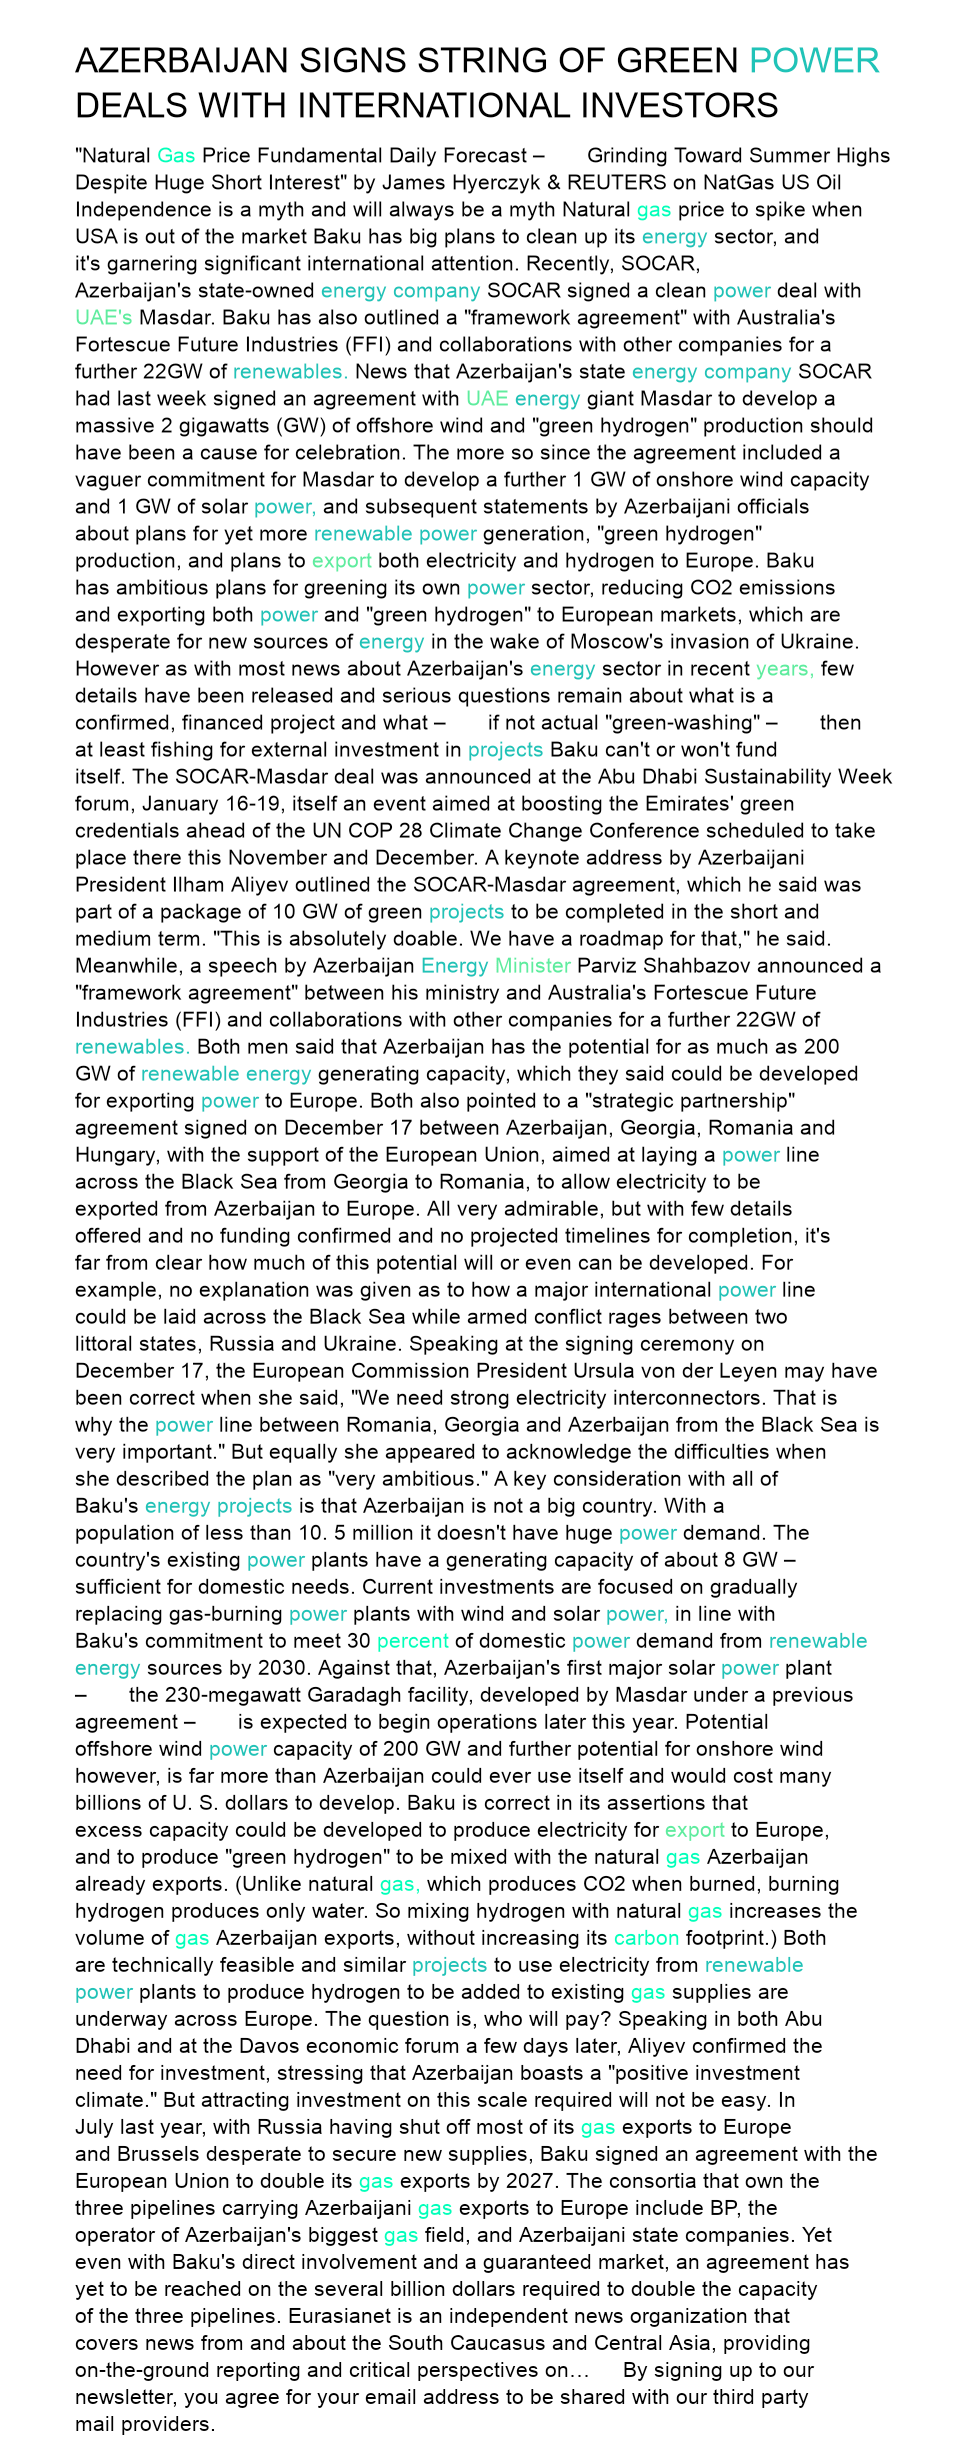 AZERBAIJAN SIGNS STRING OF GREEN POWER
DEALS WITH INTERNATIONAL INVESTORS
"Natural Gas Price Fundamental Daily Forecast – Grinding Toward Summer Highs
Despite Huge Short Interest" by James Hyerczyk & REUTERS on NatGas US Oil
Independence is a myth and will always be a myth Natural gas price to spike when
USA is out of the market Baku has big plans to clean up its energy sector, and
it's garnering significant international attention. Recently, SOCAR,
Azerbaijan's state-owned energy company SOCAR signed a clean power deal with
UAE's Masdar. Baku has also outlined a "framework agreement" with Australia's
Fortescue Future Industries (FFI) and collaborations with other companies for a
further 22GW of renewables. News that Azerbaijan's state energy company SOCAR
had last week signed an agreement with UAE energy giant Masdar to develop a
massive 2 gigawatts (GW) of offshore wind and "green hydrogen" production should
have been a cause for celebration. The more so since the agreement included a
vaguer commitment for Masdar to develop a further 1 GW of onshore wind capacity
and 1 GW of solar power, and subsequent statements by Azerbaijani officials
about plans for yet more renewable power generation, "green hydrogen"
production, and plans to export both electricity and hydrogen to Europe. Baku
has ambitious plans for greening its own power sector, reducing CO2 emissions
and exporting both power and "green hydrogen" to European markets, which are
desperate for new sources of energy in the wake of Moscow's invasion of Ukraine.
However as with most news about Azerbaijan's energy sector in recent years, few
details have been released and serious questions remain about what is a
confirmed, financed project and what – if not actual "green-washing" – then
at least fishing for external investment in projects Baku can't or won't fund
itself. The SOCAR-Masdar deal was announced at the Abu Dhabi Sustainability Week
forum, January 16-19, itself an event aimed at boosting the Emirates' green
credentials ahead of the UN COP 28 Climate Change Conference scheduled to take
place there this November and December. A keynote address by Azerbaijani
President Ilham Aliyev outlined the SOCAR-Masdar agreement, which he said was
part of a package of 10 GW of green projects to be completed in the short and
medium term. "This is absolutely doable. We have a roadmap for that," he said.
Meanwhile, a speech by Azerbaijan Energy Minister Parviz Shahbazov announced a
"framework agreement" between his ministry and Australia's Fortescue Future
Industries (FFI) and collaborations with other companies for a further 22GW of
renewables. Both men said that Azerbaijan has the potential for as much as 200
GW of renewable energy generating capacity, which they said could be developed
for exporting power to Europe. Both also pointed to a "strategic partnership"
agreement signed on December 17 between Azerbaijan, Georgia, Romania and
Hungary, with the support of the European Union, aimed at laying a power line
across the Black Sea from Georgia to Romania, to allow electricity to be
exported from Azerbaijan to Europe. All very admirable, but with few details
offered and no funding confirmed and no projected timelines for completion, it's
far from clear how much of this potential will or even can be developed. For
example, no explanation was given as to how a major international power line
could be laid across the Black Sea while armed conflict rages between two
littoral states, Russia and Ukraine. Speaking at the signing ceremony on
December 17, the European Commission President Ursula von der Leyen may have
been correct when she said, "We need strong electricity interconnectors. That is
why the power line between Romania, Georgia and Azerbaijan from the Black Sea is
very important." But equally she appeared to acknowledge the difficulties when
she described the plan as "very ambitious." A key consideration with all of
Baku's energy projects is that Azerbaijan is not a big country. With a
population of less than 10. 5 million it doesn't have huge power demand. The
country's existing power plants have a generating capacity of about 8 GW –
sufficient for domestic needs. Current investments are focused on gradually
replacing gas-burning power plants with wind and solar power, in line with
Baku's commitment to meet 30 percent of domestic power demand from renewable
energy sources by 2030. Against that, Azerbaijan's first major solar power plant
– the 230-megawatt Garadagh facility, developed by Masdar under a previous
agreement – is expected to begin operations later this year. Potential
offshore wind power capacity of 200 GW and further potential for onshore wind
however, is far more than Azerbaijan could ever use itself and would cost many
billions of U. S. dollars to develop. Baku is correct in its assertions that
excess capacity could be developed to produce electricity for export to Europe,
and to produce "green hydrogen" to be mixed with the natural gas Azerbaijan
already exports. (Unlike natural gas, which produces CO2 when burned, burning
hydrogen produces only water. So mixing hydrogen with natural gas increases the
volume of gas Azerbaijan exports, without increasing its carbon footprint.) Both
are technically feasible and similar projects to use electricity from renewable
power plants to produce hydrogen to be added to existing gas supplies are
underway across Europe. The question is, who will pay? Speaking in both Abu
Dhabi and at the Davos economic forum a few days later, Aliyev confirmed the
need for investment, stressing that Azerbaijan boasts a "positive investment
climate." But attracting investment on this scale required will not be easy. In
July last year, with Russia having shut off most of its gas exports to Europe
and Brussels desperate to secure new supplies, Baku signed an agreement with the
European Union to double its gas exports by 2027. The consortia that own the
three pipelines carrying Azerbaijani gas exports to Europe include BP, the
operator of Azerbaijan's biggest gas field, and Azerbaijani state companies. Yet
even with Baku's direct involvement and a guaranteed market, an agreement has
yet to be reached on the several billion dollars required to double the capacity
of the three pipelines. Eurasianet is an independent news organization that
covers news from and about the South Caucasus and Central Asia, providing
on-the-ground reporting and critical perspectives on… By signing up to our
newsletter, you agree for your email address to be shared with our third party
mail providers.